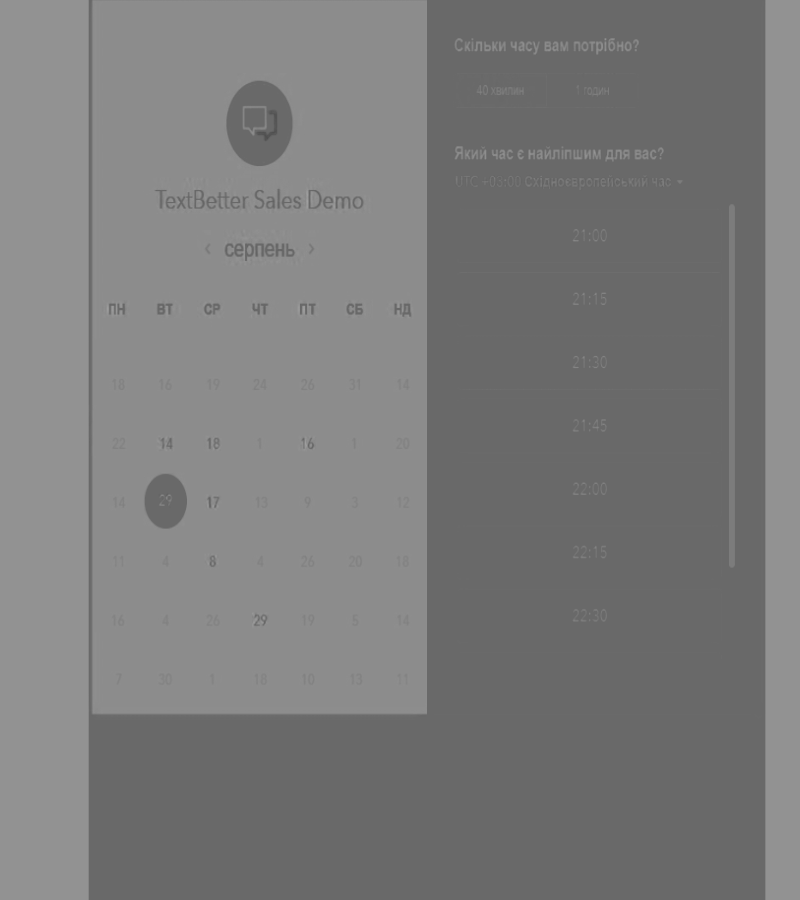 TextBetter Sales Demo
‹ серпень ›
ПН ВТ СР ЧТ ПТ СБ НД
18 16 19 24 26 31 14
22 14 18 1 16 1 20
14 29 17 13 9 3 12
11 4 8 4 26 20 18
16 4 26 29 19 5 14
7 30 1 18 10 13 11
Скільки часу вам потрібно?
40 хвилин 1 годин
Який час є найліпшим для вас?
UTC +03:00 Східноєвропейський час
21:00
21:15
21:30
21:45
22:00
22:15
22:30